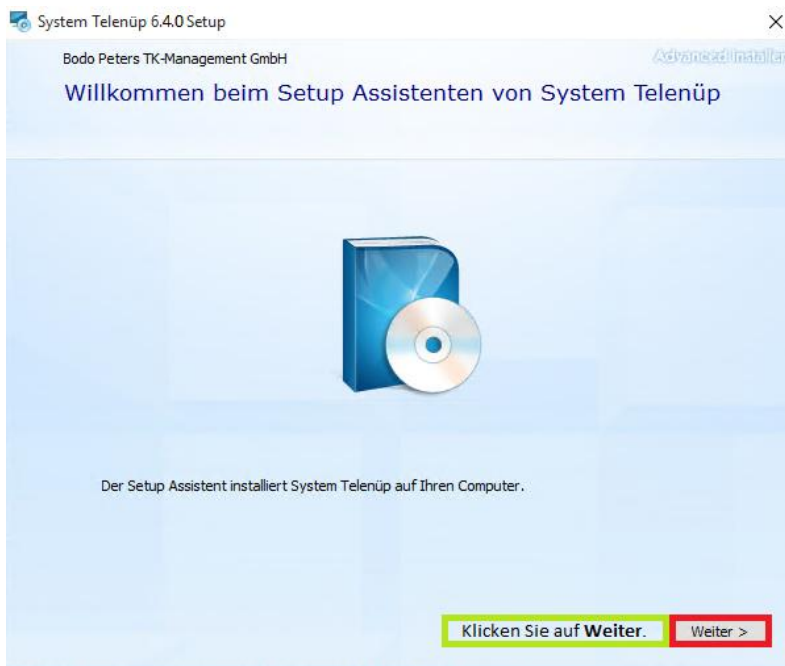 System Telenüp 6.4.0 Setup
Bodo Peters TK-Management GmbH
Advanced Installer
Willkommen beim Setup Assistenten von System Telenüp
Der Setup Assistent installiert System Telenüp auf Ihren Computer.
Klicken Sie auf Weiter.
Weiter >